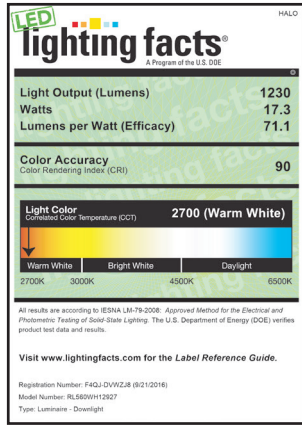 HALO
LED
lighting facts®
A Program of the U.S. DOE
Light Output (Lumens) 1230
Watts 17.3
Lumens per Watt (Efficacy) 71.1
Color Accuracy
Color Rendering Index (CRI) 90
Light Color
Correlated Color Temperature (CCT) 2700 (Warm White)
Warm White Bright White Daylight
2700K 3000K 4500K 6500K
All results are according to IESNA LM-79-2008: Approved Method for the Electrical and
Photometric Testing of Solid-State Lighting. The U.S. Department of Energy (DOE) verifies
product test data and results.
Visit www.lightingfacts.com for the Label Reference Guide.
Registration Number: F4QJ-DVWZJ8 (9/21/2016)
Model Number: RL560WH12927
Type: Luminaire - Downlight